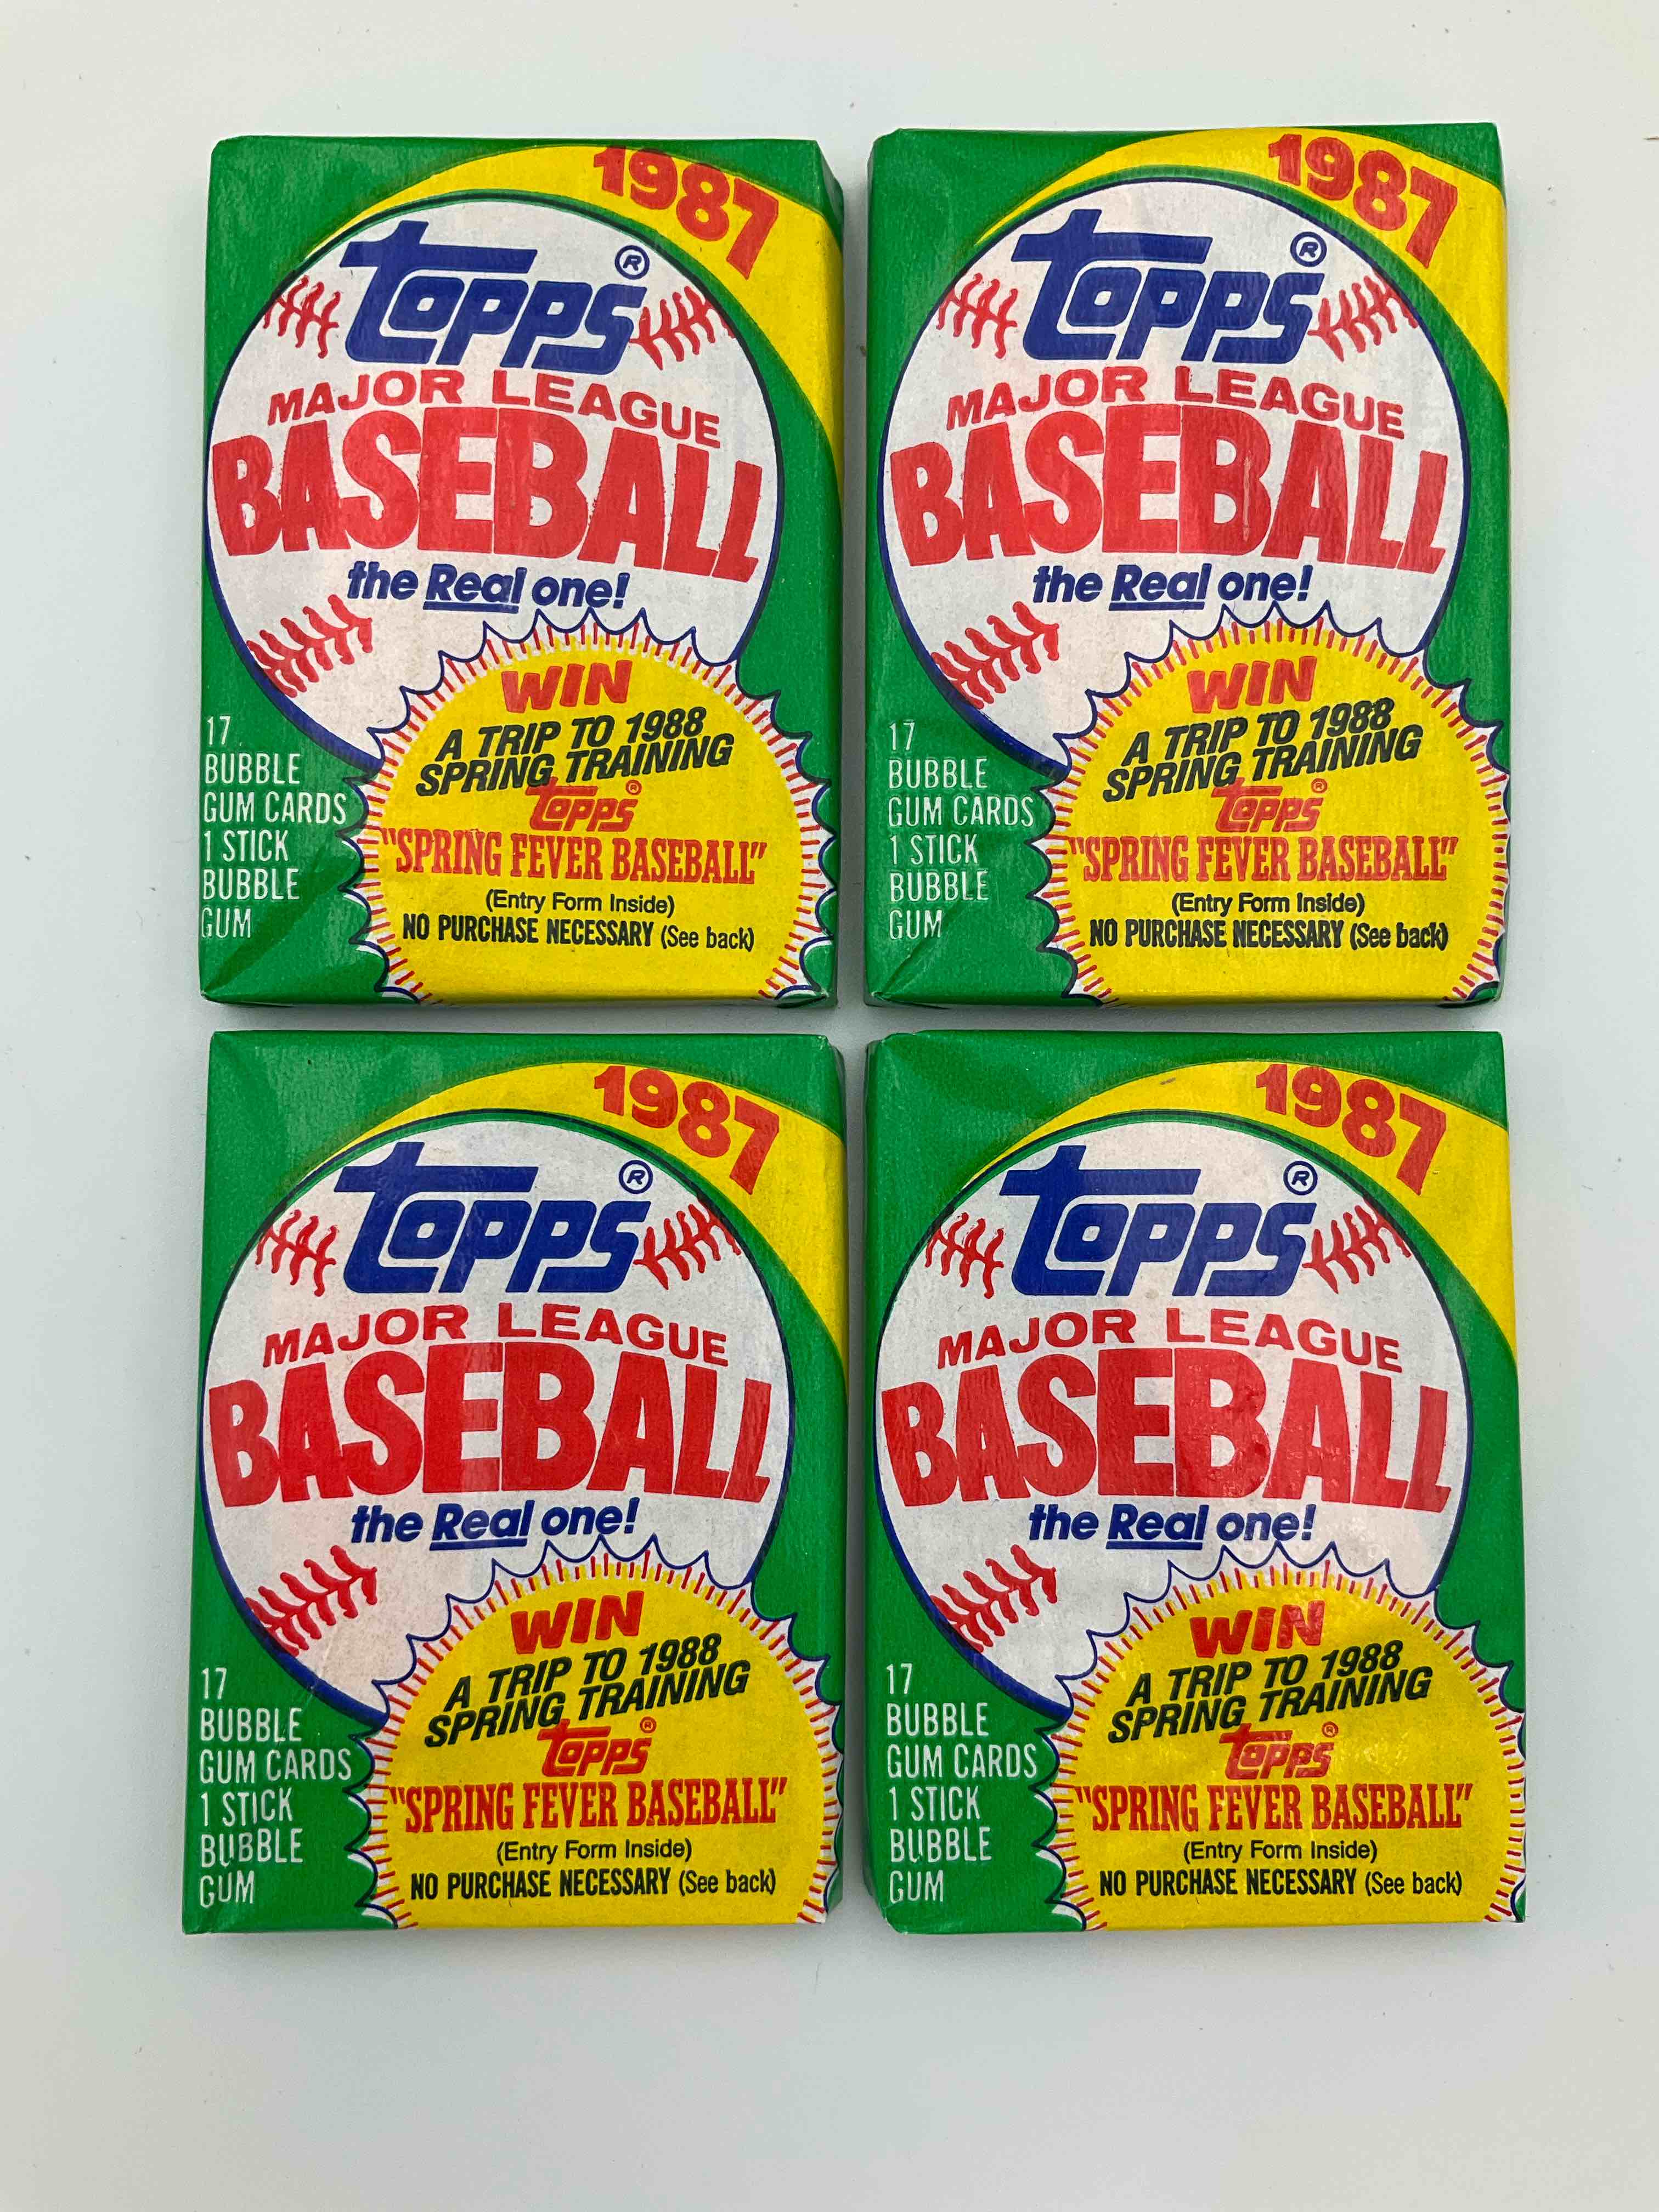 1987
Topps®
MAJOR LEAGUE
BASEBALL
the Real one!
WIN
A TRIP TO 1988
SPRING TRAINING
Topps®
"SPRING FEVER BASEBALL"
(Entry Form Inside)
NO PURCHASE NECESSARY (See back)
17
BUBBLE
GUM CARDS
1 STICK
BUBBLE
GUM
1987
Topps®
MAJOR LEAGUE
BASEBALL
the Real one!
WIN
A TRIP TO 1988
SPRING TRAINING
Topps®
"SPRING FEVER BASEBALL"
(Entry Form Inside)
NO PURCHASE NECESSARY (See back)
17
BUBBLE
GUM CARDS
1 STICK
BUBBLE
GUM
1987
Topps®
MAJOR LEAGUE
BASEBALL
the Real one!
WIN
A TRIP TO 1988
SPRING TRAINING
Topps®
"SPRING FEVER BASEBALL"
(Entry Form Inside)
NO PURCHASE NECESSARY (See back)
17
BUBBLE
GUM CARDS
1 STICK
BUBBLE
GUM
1987
Topps®
MAJOR LEAGUE
BASEBALL
the Real one!
WIN
A TRIP TO 1988
SPRING TRAINING
Topps®
"SPRING FEVER BASEBALL"
(Entry Form Inside)
NO PURCHASE NECESSARY (See back)
17
BUBBLE
GUM CARDS
1 STICK
BUBBLE
GUM